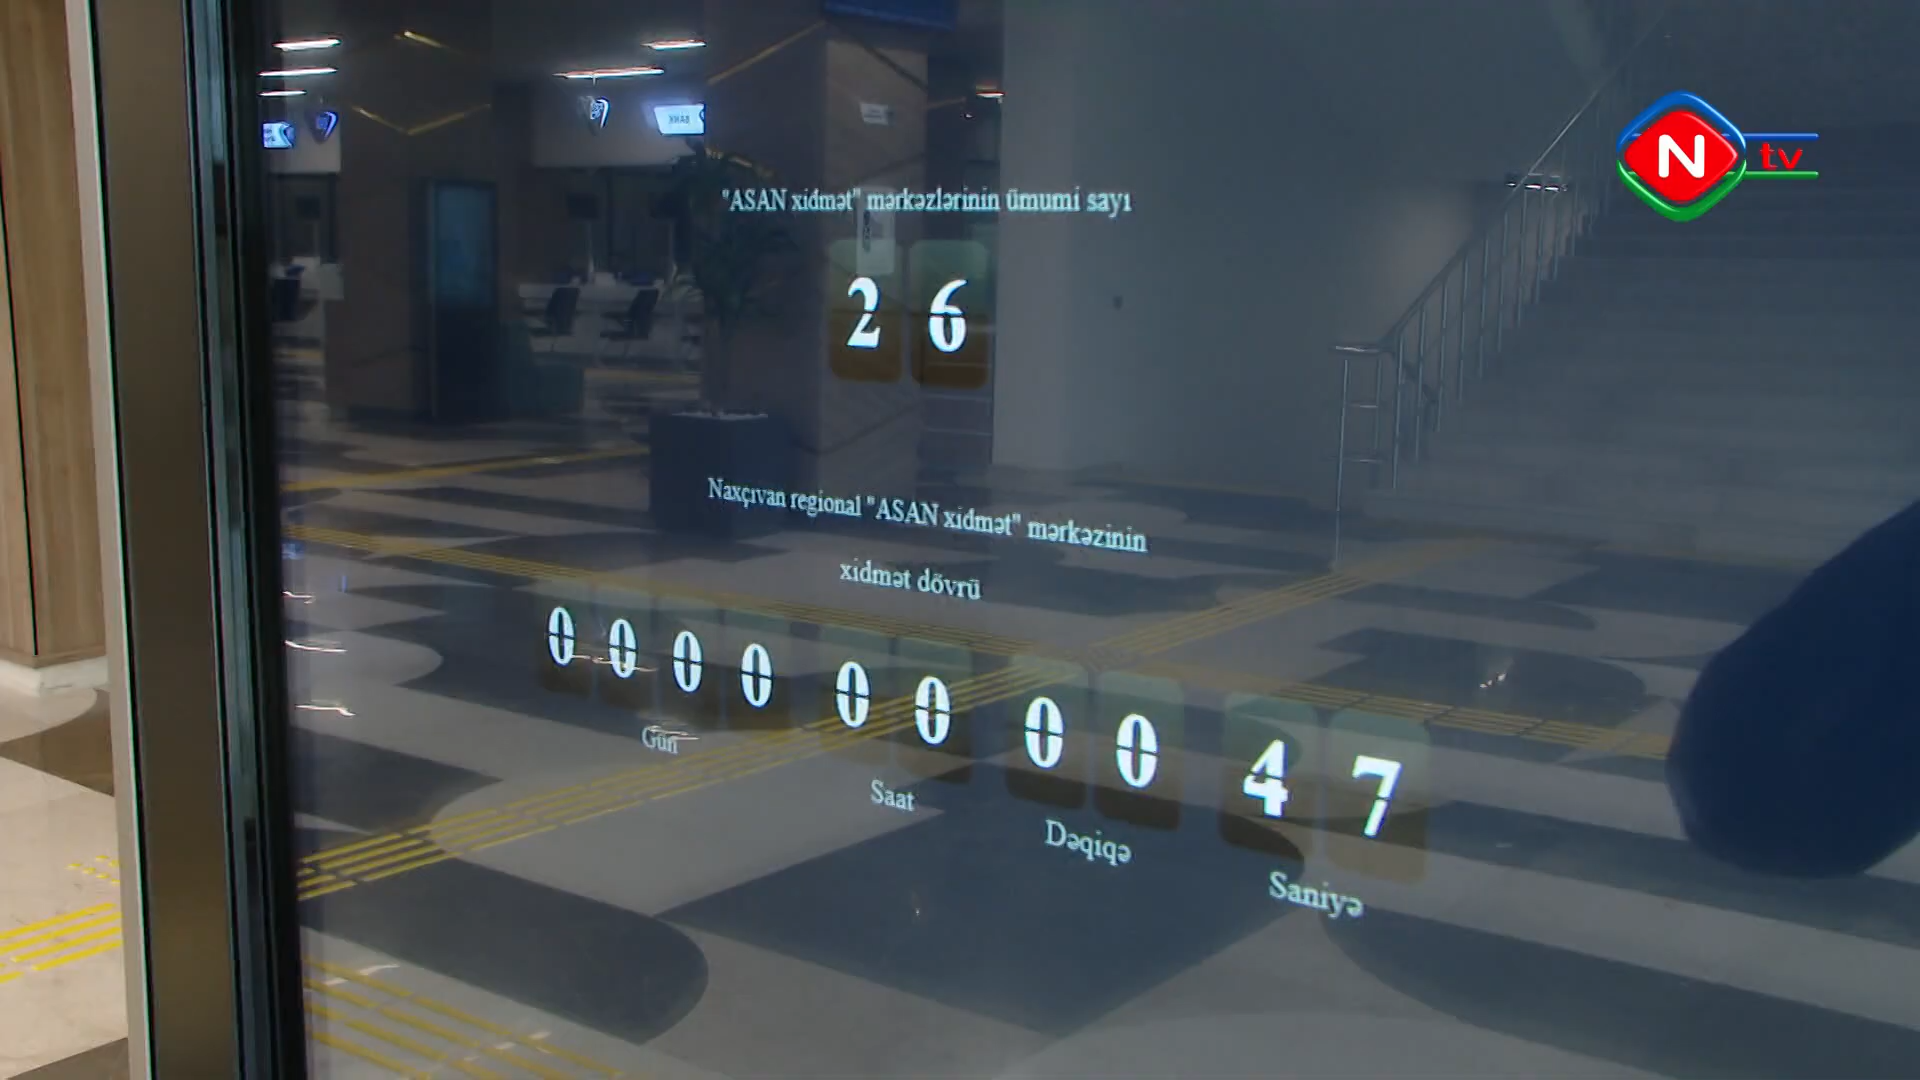 "ASAN xidmət" mərkəzlərinin ümumi sayı
2 6
Naxçıvan regional "ASAN xidmət" mərkəzinin
xidmət dövrü
0 0 0 0 0 0 0 0 4 7
Gün
Saat
Dəqiqə
Saniyə
N tv